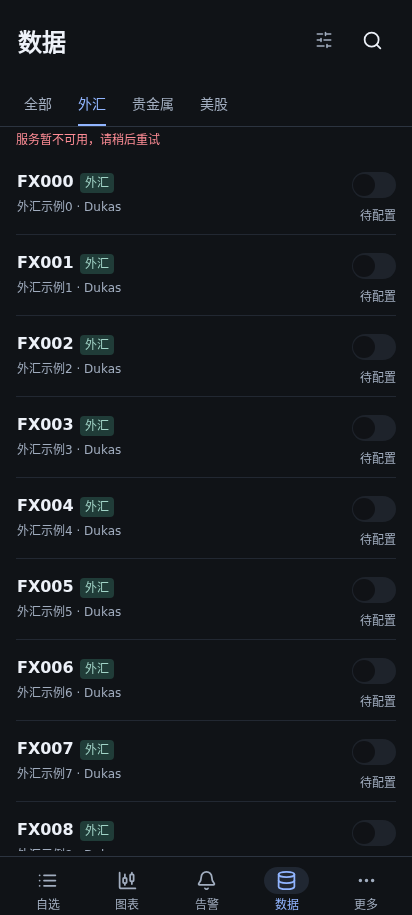 数据
全部 外汇 贵金属 美股
服务暂不可用，请稍后重试
FX000 外汇
外汇示例0 · Dukas
待配置
FX001 外汇
外汇示例1 · Dukas
待配置
FX002 外汇
外汇示例2 · Dukas
待配置
FX003 外汇
外汇示例3 · Dukas
待配置
FX004 外汇
外汇示例4 · Dukas
待配置
FX005 外汇
外汇示例5 · Dukas
待配置
FX006 外汇
外汇示例6 · Dukas
待配置
FX007 外汇
外汇示例7 · Dukas
待配置
FX008 外汇
自选 图表 告警 数据 更多